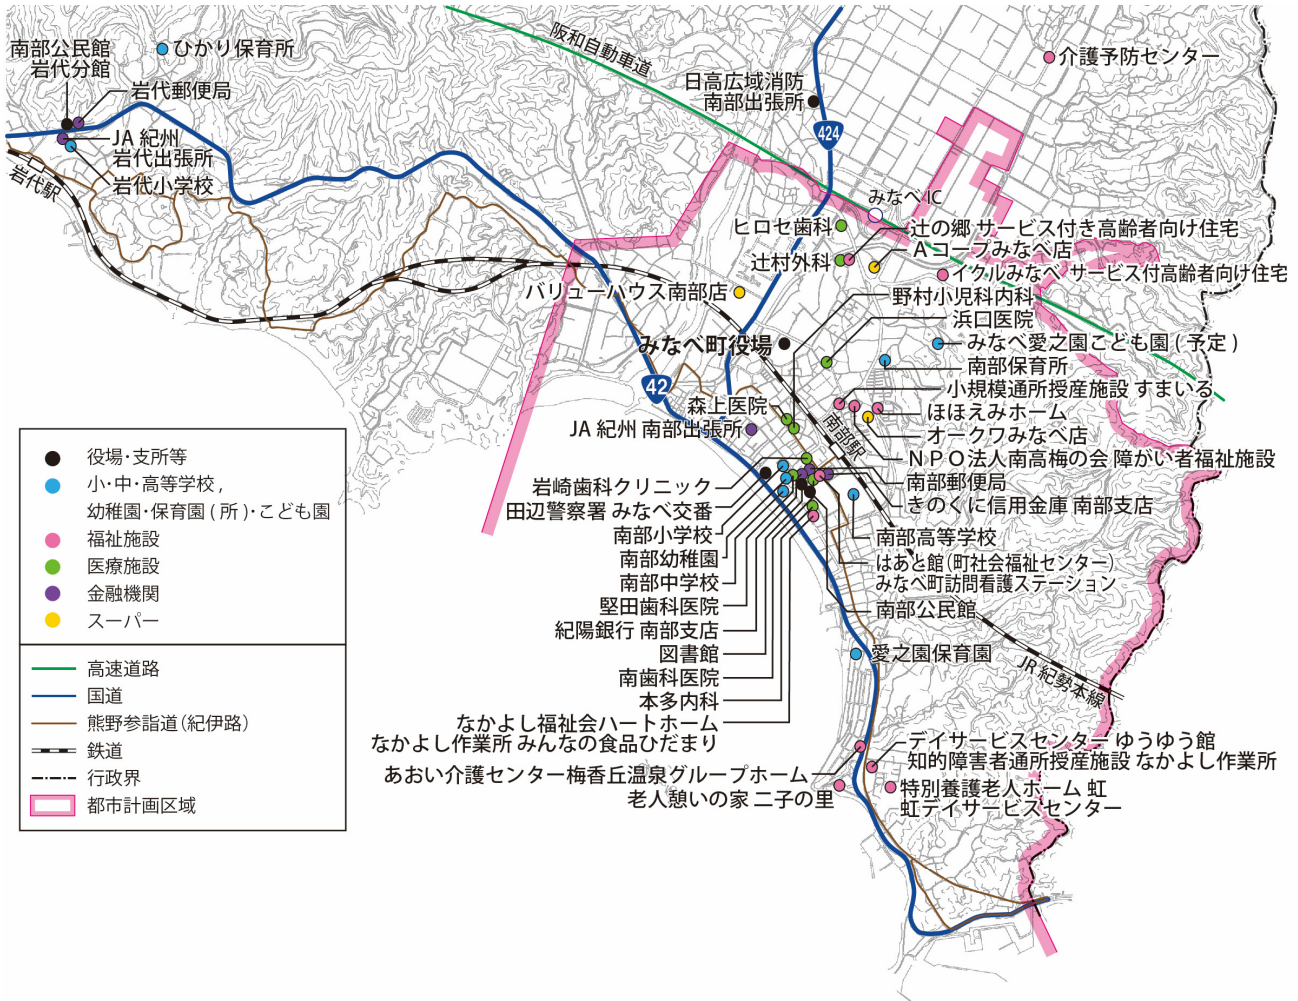 南部公民館
岩代分館
ひかり保育所
岩代郵便局
JA 紀州
岩代出張所
岩代小学校
岩代駅
阪和自動車道
日高広域消防
南部出張所
介護予防センター
424
みなべIC
ヒロセ歯科
辻の郷 サービス付き高齢者向け住宅
Aコープみなべ店
辻村外科
イクルみなべ サービス付高齢者向け住宅
バリューハウス南部店
野村小児科内科
浜口医院
みなべ町役場
みなべ愛之園こども園(予定)
南部保育所
42
小規模通所授産施設 すまいる
森上医院
ほほえみホーム
JA 紀州 南部出張所
南部駅
オークワみなべ店
NPO法人南高梅の会 障がい者福祉施設
岩崎歯科クリニック
南部郵便局
田辺警察署 みなべ交番
きのくに信用金庫 南部支店
南部小学校
南部高等学校
南部幼稚園
はあと館(町社会福祉センター)
南部中学校
みなべ町訪問看護ステーション
堅田歯科医院
南部公民館
紀陽銀行 南部支店
図書館
愛之園保育園
南歯科医院
JR紀勢本線
本多内科
なかよし福祉会ハートホーム
なかよし作業所 みんなの食品ひだまり
デイサービスセンター ゆうゆう館
知的障害者通所授産施設 なかよし作業所
あおい介護センター梅香丘温泉グループホーム
老人憩いの家 二子の里
特別養護老人ホーム 虹
虹デイサービスセンター
役場・支所等
小・中・高等学校,
幼稚園・保育園(所)・こども園
福祉施設
医療施設
金融機関
スーパー
高速道路
国道
熊野参詣道(紀伊路)
鉄道
行政界
都市計画区域